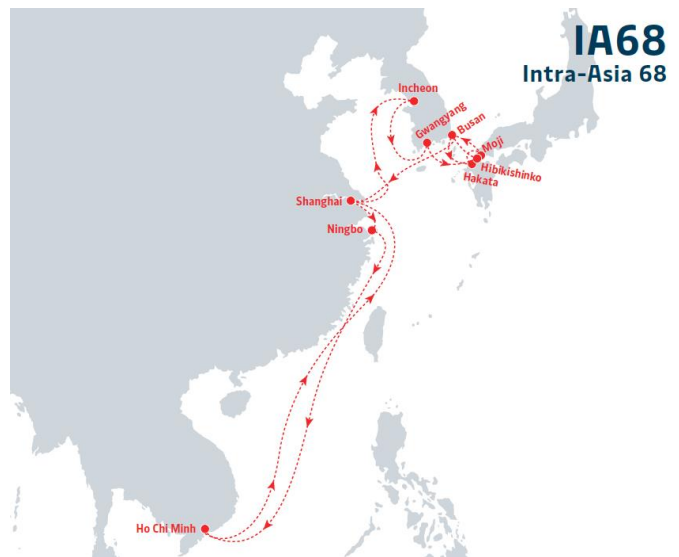 IA68
Intra-Asia 68
Incheon
Gwangyang
Busan
Moji
Hibikishinko
Hakata
Shanghai
Ningbo
Ho Chi Minh